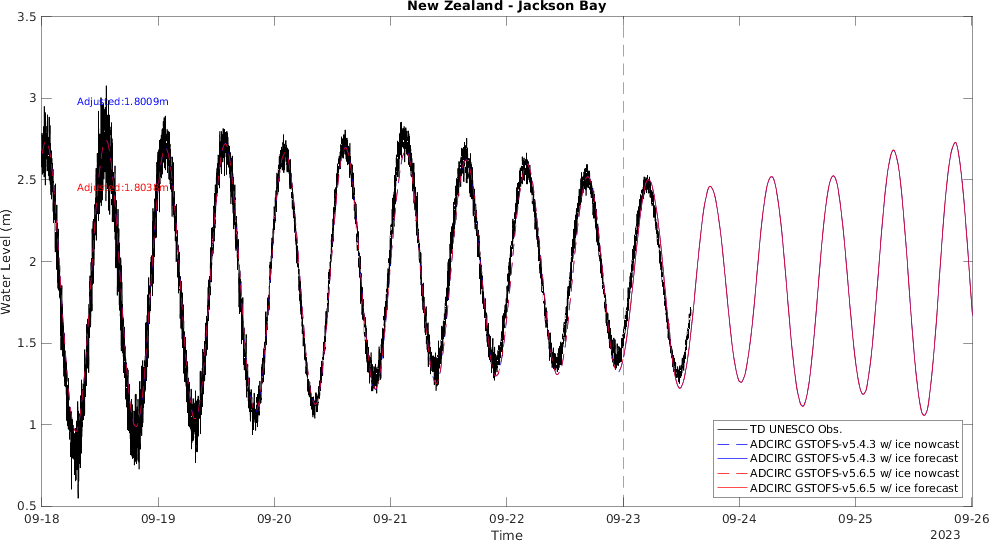 New Zealand - Jackson Bay
3.5
3
2.5
2
1.5
1
0.5
Water Level (m)
Adjusted:1.8009m
Adjusted:1.8038m
TD UNESCO Obs.
ADCIRC GSTOFS-v5.4.3 w/ ice nowcast
ADCIRC GSTOFS-v5.4.3 w/ ice forecast
ADCIRC GSTOFS-v5.6.5 w/ ice nowcast
ADCIRC GSTOFS-v5.6.5 w/ ice forecast
09-18 09-19 09-20 09-21 09-22 09-23 09-24 09-25 09-26
Time
2023